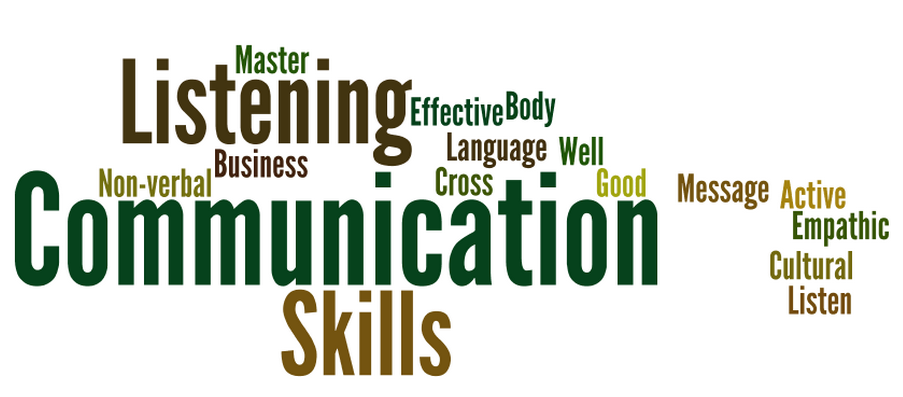 Master
Listening
Effective
Body
Language
Well
Business
Non-verbal
Cross
Good
Message
Active
Communication
Empathic
Cultural
Listen
Skills